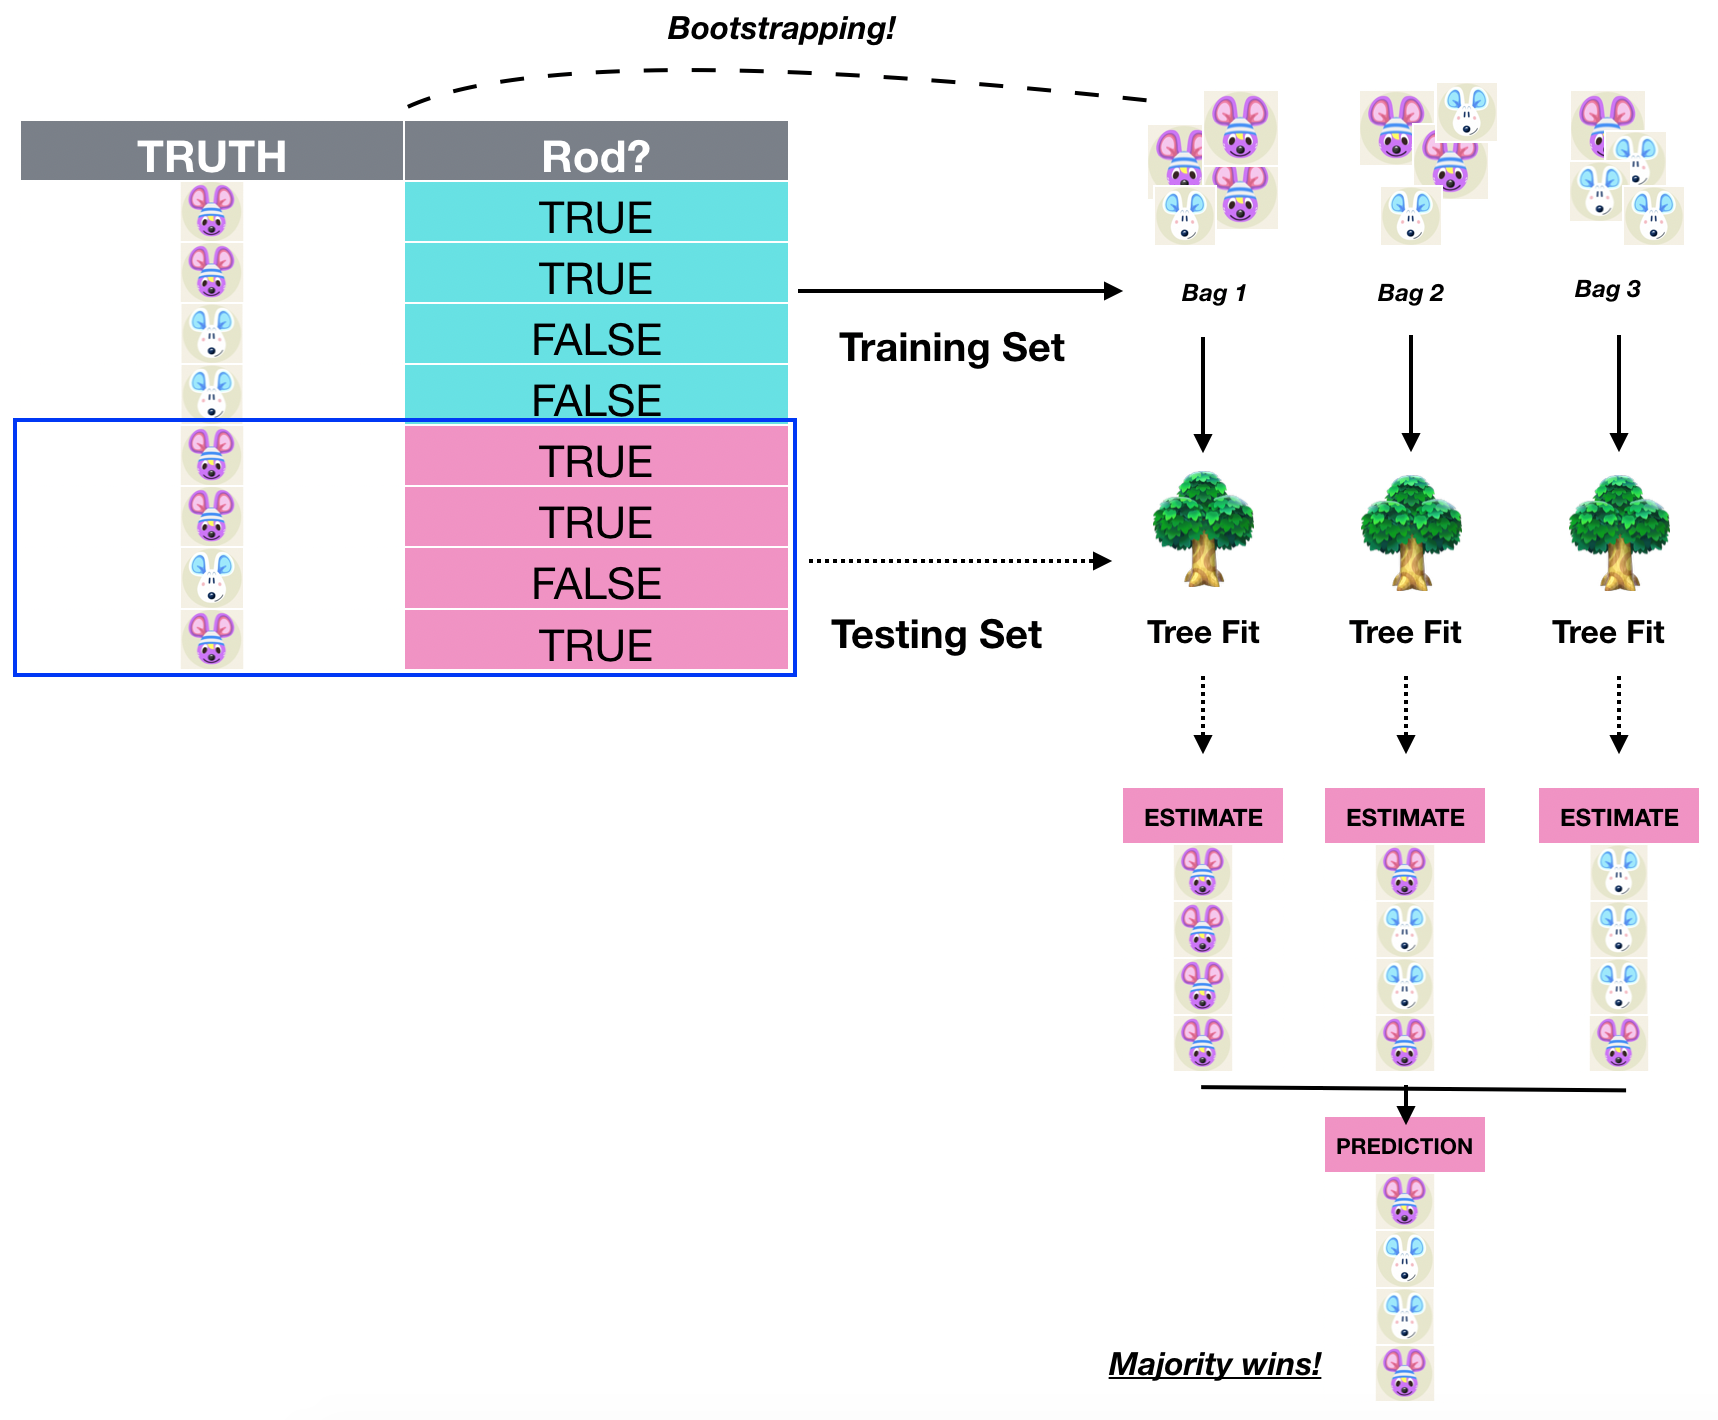 Bootstrapping!
TRUTH Rod?
TRUE
TRUE
FALSE
FALSE
TRUE
TRUE
FALSE
TRUE
Training Set
Testing Set
Bag 1 Bag 2 Bag 3
Tree Fit Tree Fit Tree Fit
ESTIMATE ESTIMATE ESTIMATE
PREDICTION
Majority wins!